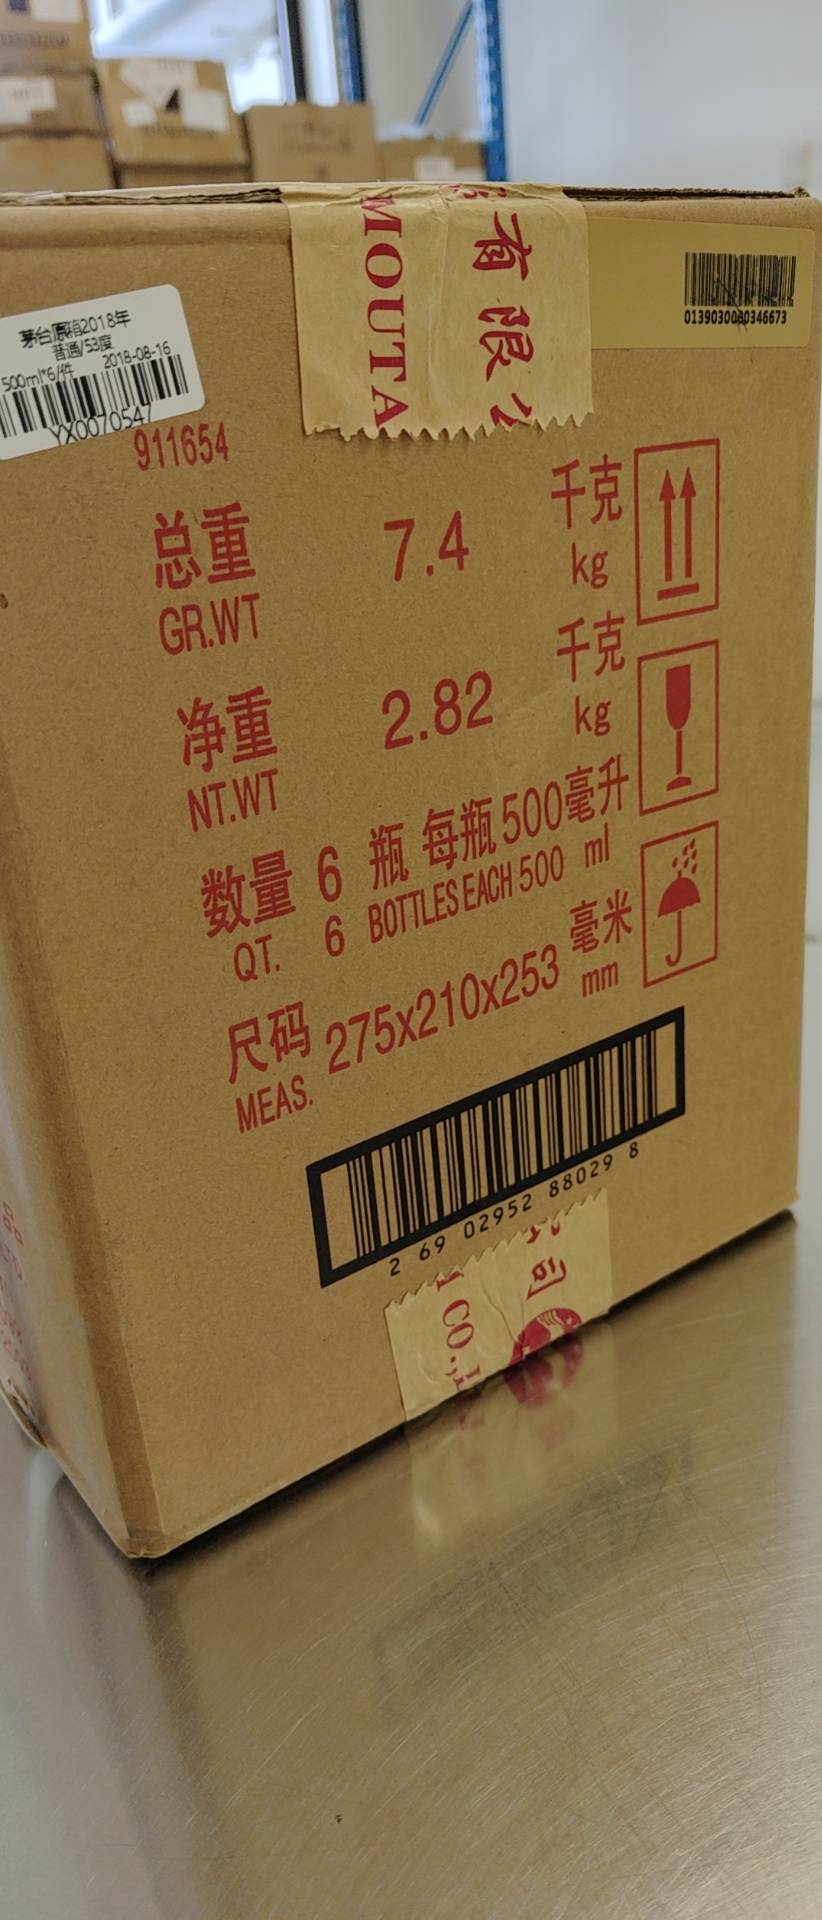 有限公
MOUTA
0139030000346673
茅台原箱2018年
普通/53度
500ml*6/件 2018-08-16
YX0070547
911654
总重 7.4 千克
GR.WT kg
净重 2.82 千克
NT.WT kg
数量 6 瓶 每瓶 500 毫升
QT. 6 BOTTLES EACH 500 ml
尺码 275x210x253 毫米
MEAS. mm
2 69 02952 88029 8
司
CO.,L
LTD.